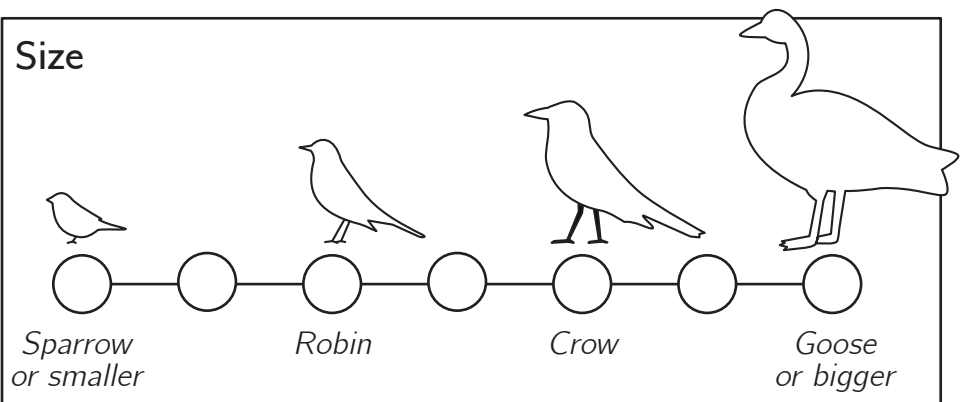 Size
Sparrow
or smaller
Robin
Crow
Goose
or bigger